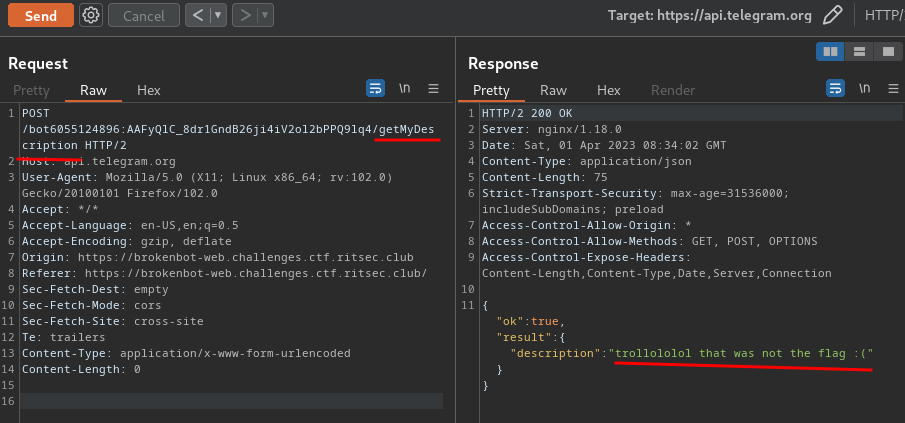 Send Cancel < > Target: https://api.telegram.org HTTP/
Request
Pretty Raw Hex \n
1 POST
/bot6055124896:AAFyQlC_8dr1GndB26ji4iV2ol2bPPQ9lq4/getMyDes
cription HTTP/2
2 Host: api.telegram.org
3 User-Agent: Mozilla/5.0 (X11; Linux x86_64; rv:102.0)
Gecko/20100101 Firefox/102.0
4 Accept: */*
5 Accept-Language: en-US,en;q=0.5
6 Accept-Encoding: gzip, deflate
7 Origin: https://brokenbot-web.challenges.ctf.ritsec.club
8 Referer: https://brokenbot-web.challenges.ctf.ritsec.club/
9 Sec-Fetch-Dest: empty
10 Sec-Fetch-Mode: cors
11 Sec-Fetch-Site: cross-site
12 Te: trailers
13 Content-Type: application/x-www-form-urlencoded
14 Content-Length: 0
15
16
Response
Pretty Raw Hex Render \n
1 HTTP/2 200 OK
2 Server: nginx/1.18.0
3 Date: Sat, 01 Apr 2023 08:34:02 GMT
4 Content-Type: application/json
5 Content-Length: 75
6 Strict-Transport-Security: max-age=31536000;
includeSubDomains; preload
7 Access-Control-Allow-Origin: *
8 Access-Control-Allow-Methods: GET, POST, OPTIONS
9 Access-Control-Expose-Headers:
Content-Length,Content-Type,Date,Server,Connection
10
11 {
"ok":true,
"result":{
"description":"trollololol that was not the flag :("
}
}